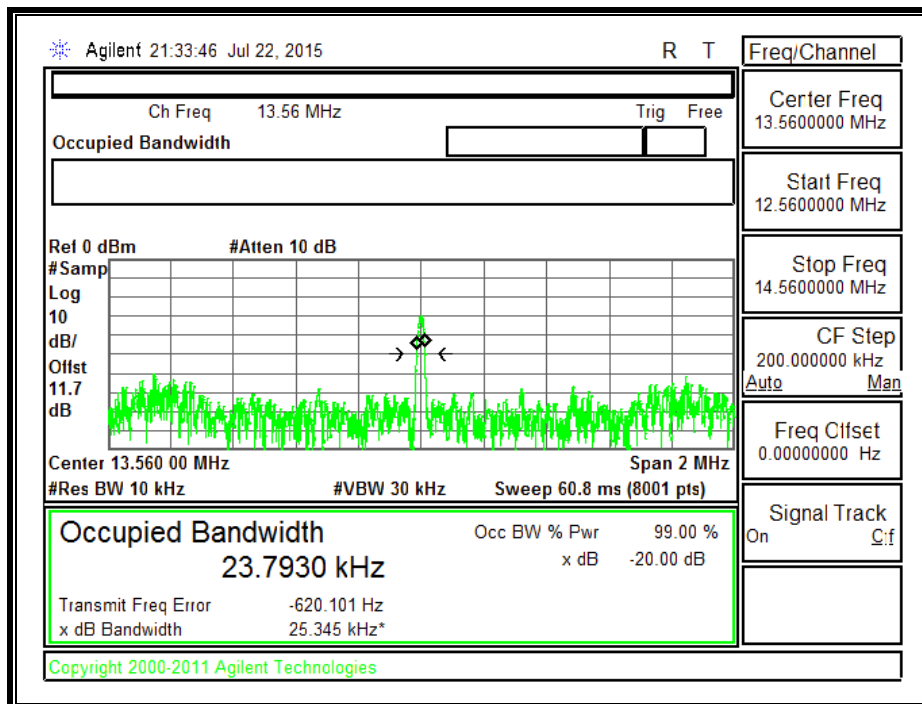 Agilent 21:33:46 Jul 22, 2015 R T
Ch Freq 13.56 MHz Trig Free
Occupied Bandwidth
Ref 0 dBm #Atten 10 dB
#Samp
Log
10
dB/
Offst
11.7
dB
Center 13.560 00 MHz Span 2 MHz
#Res BW 10 kHz #VBW 30 kHz Sweep 60.8 ms (8001 pts)
Occupied Bandwidth Occ BW % Pwr 99.00 %
23.7930 kHz x dB -20.00 dB
Transmit Freq Error -620.101 Hz
x dB Bandwidth 25.345 kHz*
Copyright 2000-2011 Agilent Technologies
Freq/Channel
Center Freq
13.5600000 MHz
Start Freq
12.5600000 MHz
Stop Freq
14.5600000 MHz
CF Step
200.000000 kHz
Auto Man
Freq Offset
0.00000000 Hz
Signal Track
On Off